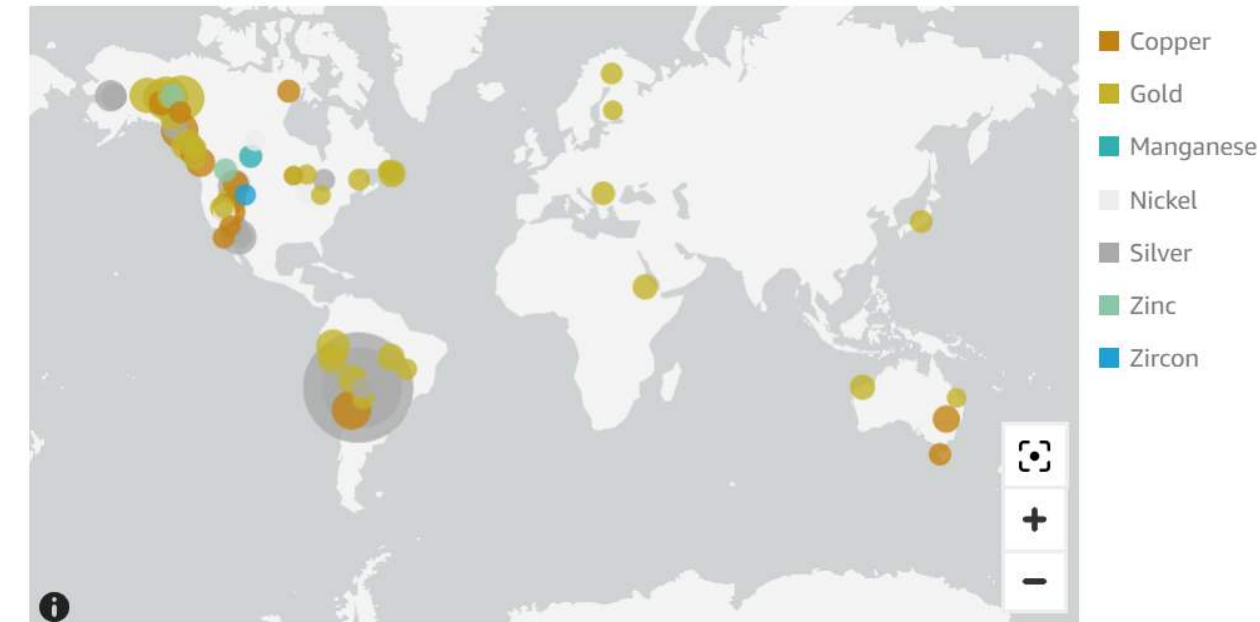 Copper
Gold
Manganese
Nickel
Silver
Zinc
Zircon